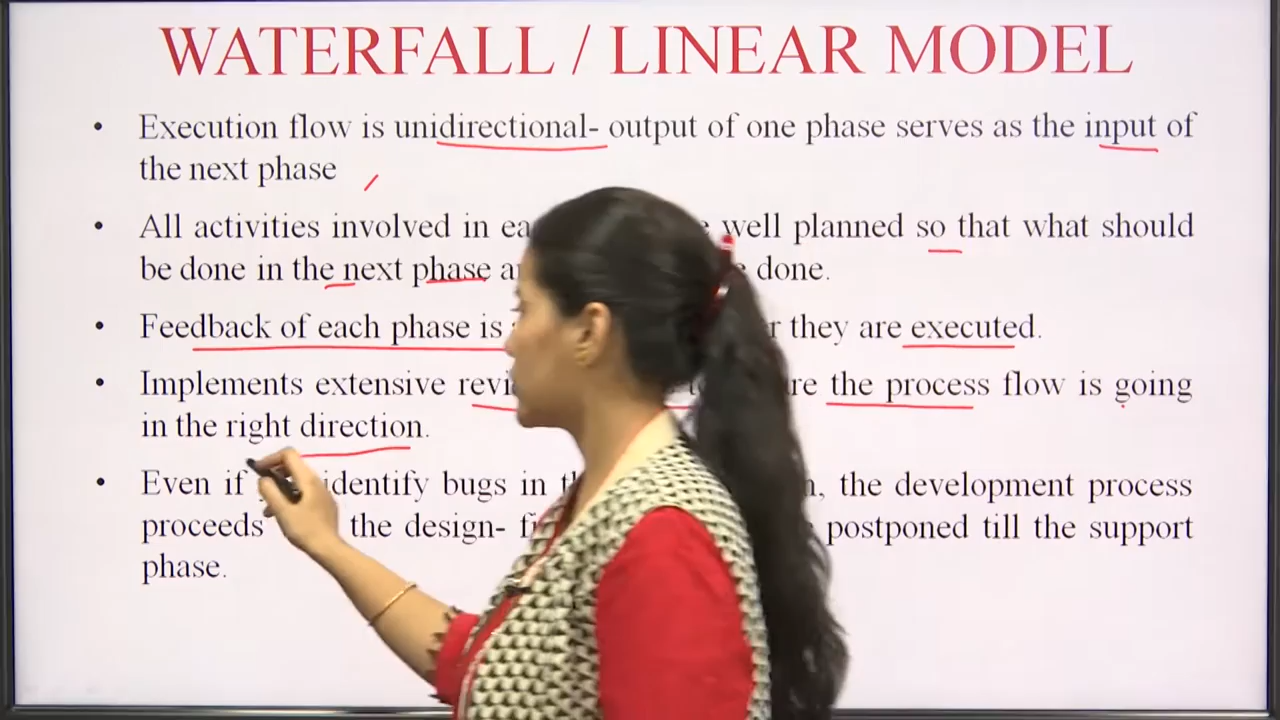 WATERFALL / LINEAR MODEL
• Execution flow is unidirectional- output of one phase serves as the input of
the next phase
• All activities involved in well planned so that what should
be done in the next phase done.
• Feedback of each phase is they are executed.
• Implements extensive the process flow is going
in the right direction.
• Even if identify bugs in the development process
proceeds the design- postponed till the support
phase.